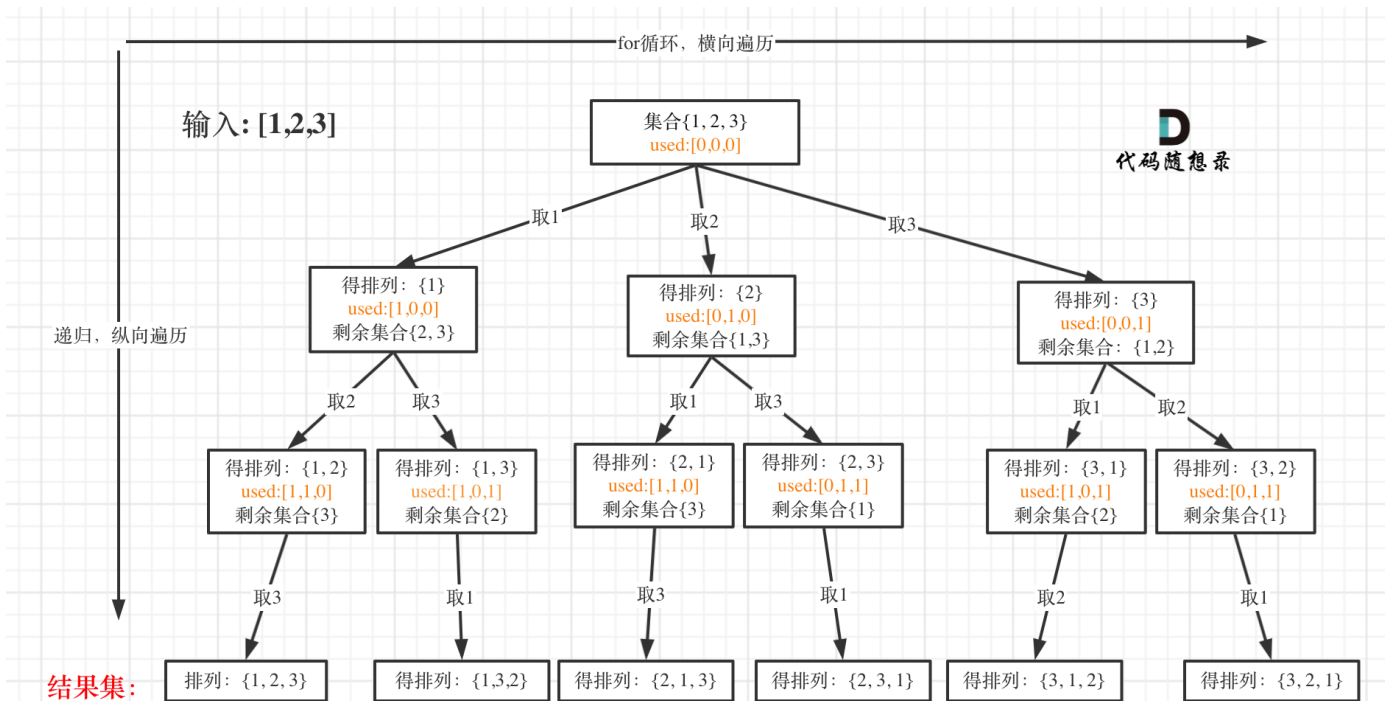 for循环，横向遍历
输入: [1,2,3]
集合{1, 2, 3}
used:[0,0,0]
代码随想录
取1
取2
取3
得排列：{1}
used:[1,0,0]
剩余集合{2, 3}
得排列：{2}
used:[0,1,0]
剩余集合{1,3}
得排列：{3}
used:[0,0,1]
剩余集合：{1,2}
递归，纵向遍历
取2
取3
取1
取3
取1
取2
得排列：{1, 2}
used:[1,1,0]
剩余集合{3}
得排列：{1, 3}
used:[1,0,1]
剩余集合{2}
得排列：{2, 1}
used:[1,1,0]
剩余集合{3}
得排列：{2, 3}
used:[0,1,1]
剩余集合{1}
得排列：{3, 1}
used:[1,0,1]
剩余集合{2}
得排列：{3, 2}
used:[0,1,1]
剩余集合{1}
取3
取1
取3
取1
取2
取1
结果集：
排列：{1, 2, 3}
得排列：{1,3,2}
得排列：{2, 1, 3}
得排列：{2, 3, 1}
得排列：{3, 1, 2}
得排列：{3, 2, 1}